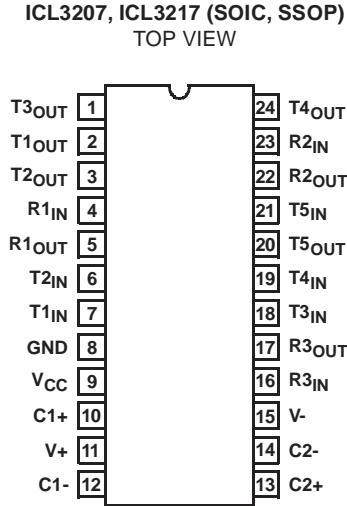 ICL3207, ICL3217 (SOIC, SSOP)
TOP VIEW
T3OUT 1 24 T4OUT
T1OUT 2 23 R2IN
T2OUT 3 22 R2OUT
R1IN 4 21 T5IN
R1OUT 5 20 T5OUT
T2IN 6 19 T4IN
T1IN 7 18 T3IN
GND 8 17 R3OUT
VCC 9 16 R3IN
C1+ 10 15 V-
V+ 11 14 C2-
C1- 12 13 C2+